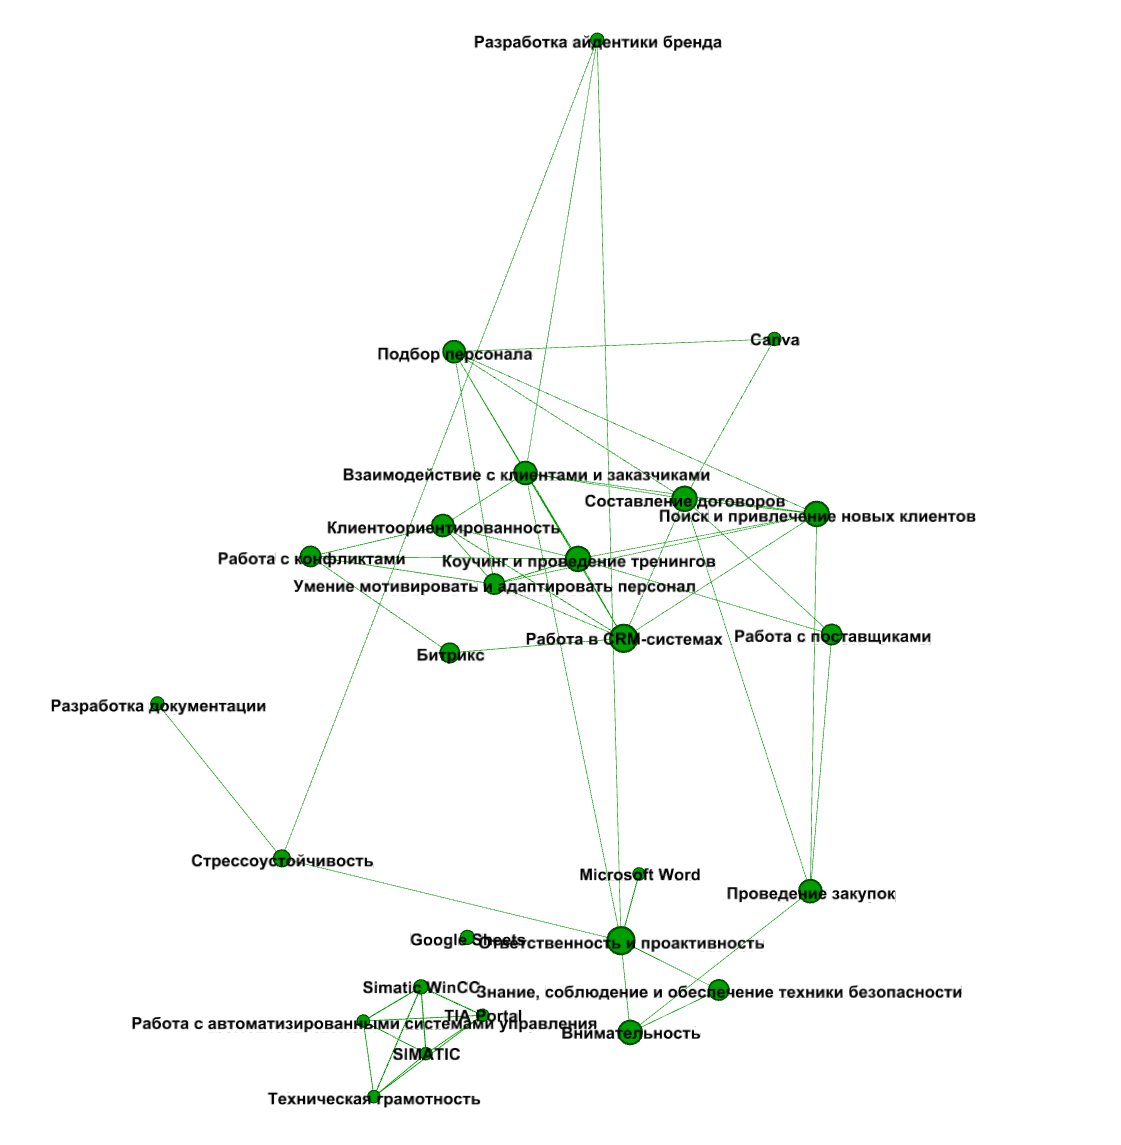 Разработка айдентики бренда
Canva
Подбор персонала
Взаимодействие с клиентами и заказчиками
Составление договоров
Поиск и привлечение новых клиентов
Клиентоориентированность
Работа с конфликтами
Коучинг и проведение тренингов
Умение мотивировать и адаптировать персонал
Работа в CRM-системах
Работа с поставщиками
Битрикс
Разработка документации
Стрессоустойчивость
Microsoft Word
Проведение закупок
Google Sheets
Ответственность и проактивность
Simatic WinCC
Знание, соблюдение и обеспечение техники безопасности
TIA Portal
Работа с автоматизированными системами управления
Внимательность
SIMATIC
Техническая грамотность